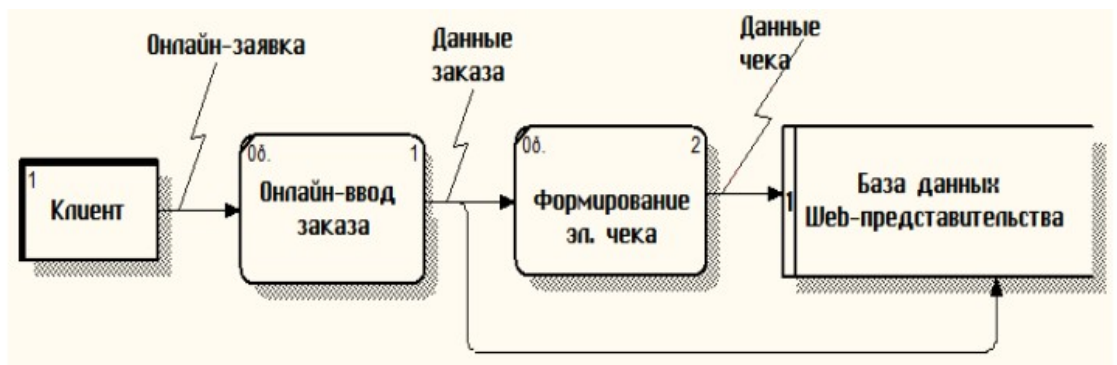 Онлайн-заявка
Данные
заказа
Данные
чека
1
Клиент
0б. 1
Онлайн-ввод
заказа
0б. 2
Формирование
эл. чека
1
База данных
Web-представительства